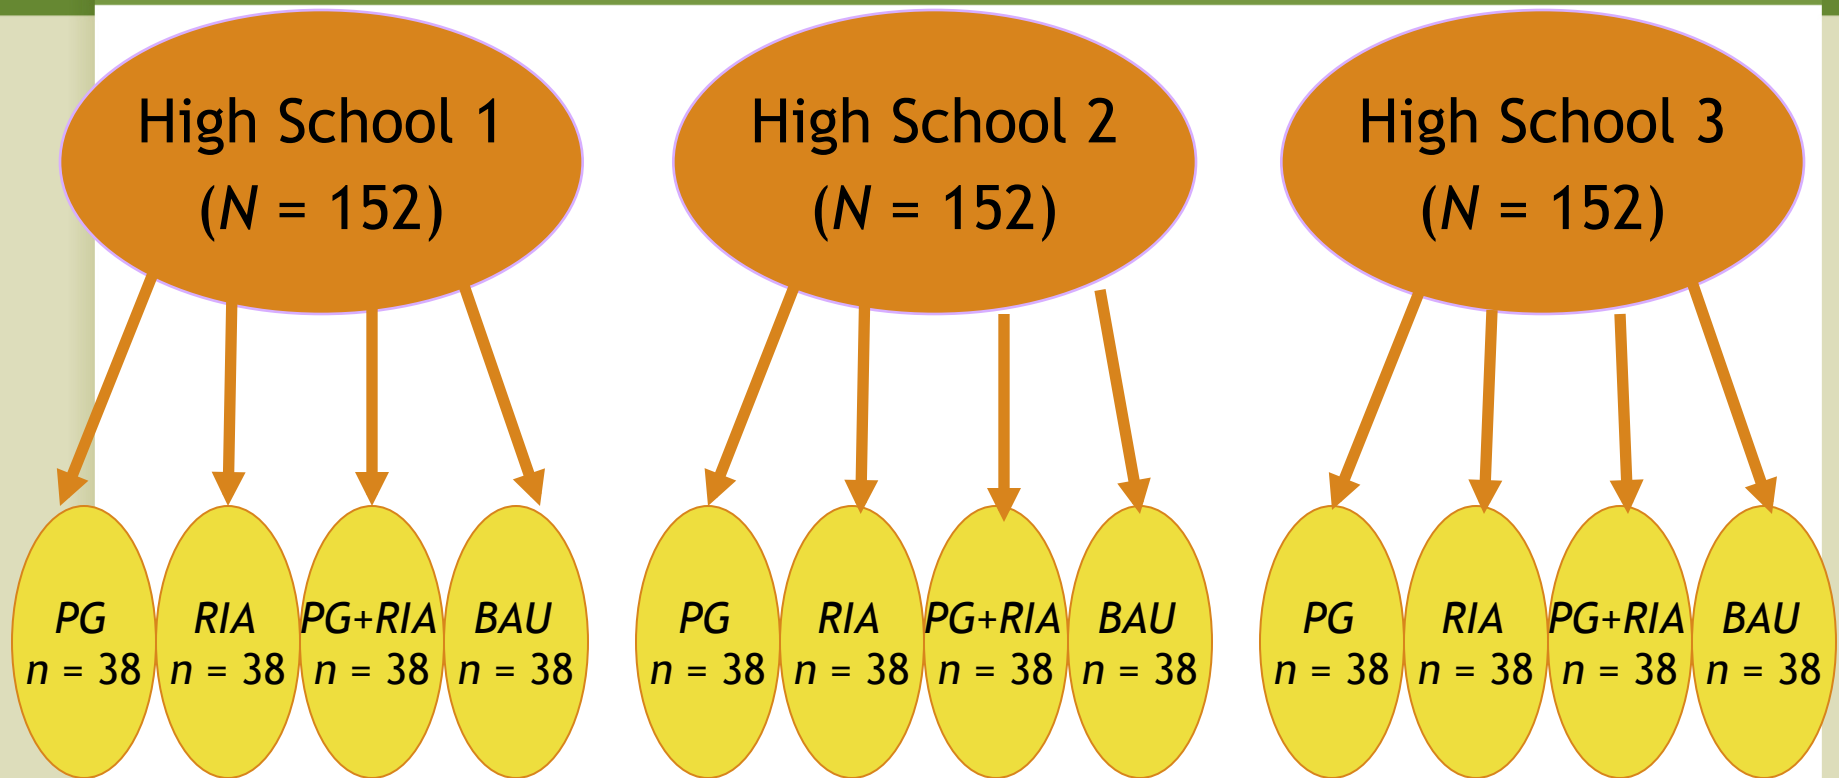 High School 1
(N = 152)
High School 2
(N = 152)
High School 3
(N = 152)
PG
n = 38
RIA
n = 38
PG+RIA
n = 38
BAU
n = 38
PG
n = 38
RIA
n = 38
PG+RIA
n = 38
BAU
n = 38
PG
n = 38
RIA
n = 38
PG+RIA
n = 38
BAU
n = 38